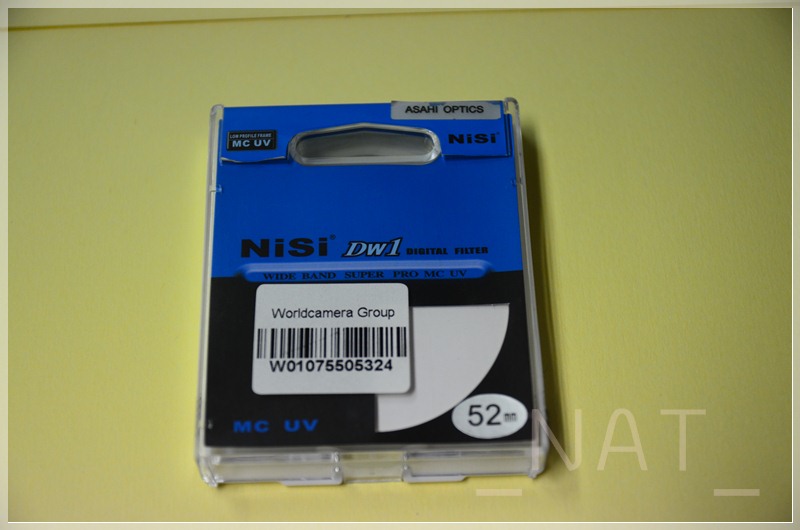 ASAHI OPTICS
LOW PROFILE FRAME
MC UV
NiSi®
NiSi® DW1 DIGITAL FILTER
WIDE BAND SUPER PRO MC UV
Worldcamera Group
W01075505324
MC UV
52mm
_NAT_